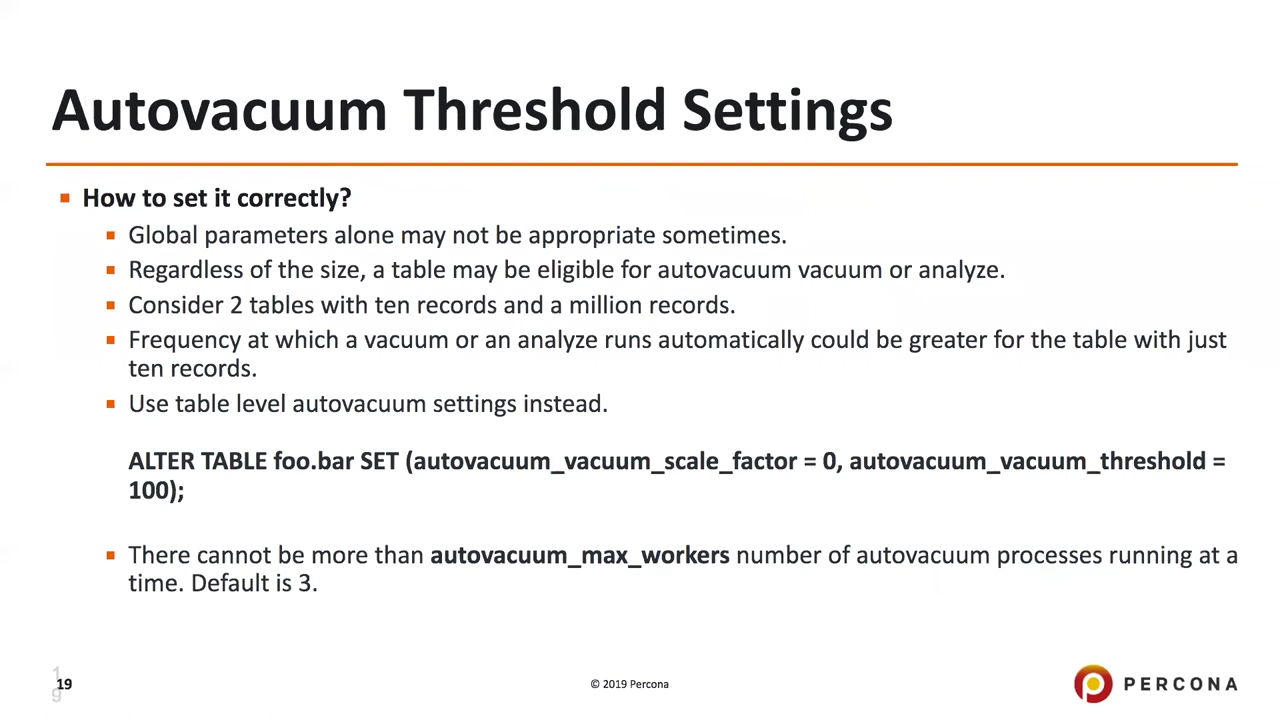 Autovacuum Threshold Settings
How to set it correctly?
Global parameters alone may not be appropriate sometimes.
Regardless of the size, a table may be eligible for autovacuum vacuum or analyze.
Consider 2 tables with ten records and a million records.
Frequency at which a vacuum or an analyze runs automatically could be greater for the table with just
ten records.
Use table level autovacuum settings instead.
ALTER TABLE foo.bar SET (autovacuum_vacuum_scale_factor = 0, autovacuum_vacuum_threshold =
100);
There cannot be more than autovacuum_max_workers number of autovacuum processes running at a
time. Default is 3.
19
19
© 2019 Percona
PERCONA